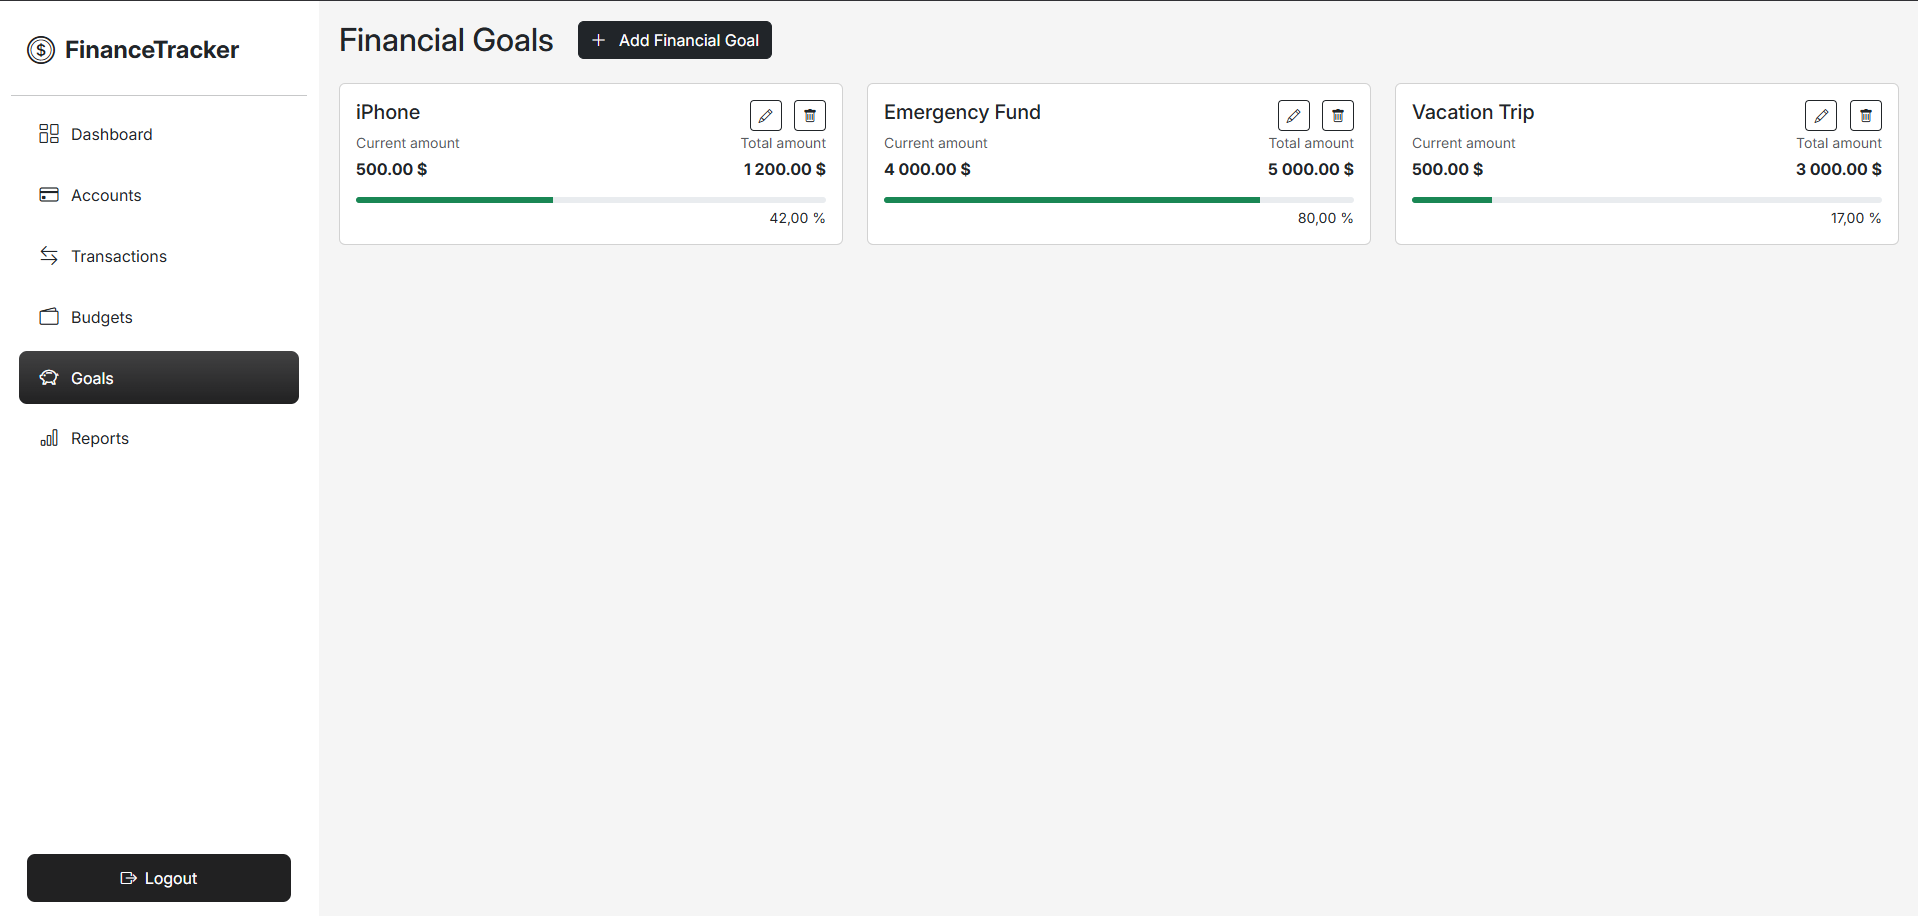 FinanceTracker
Dashboard
Accounts
Transactions
Budgets
Goals
Reports
Logout
Financial Goals
Add Financial Goal
iPhone
Current amount Total amount
500.00 $ 1 200.00 $
42,00 %
Emergency Fund
Current amount Total amount
4 000.00 $ 5 000.00 $
80,00 %
Vacation Trip
Current amount Total amount
500.00 $ 3 000.00 $
17,00 %